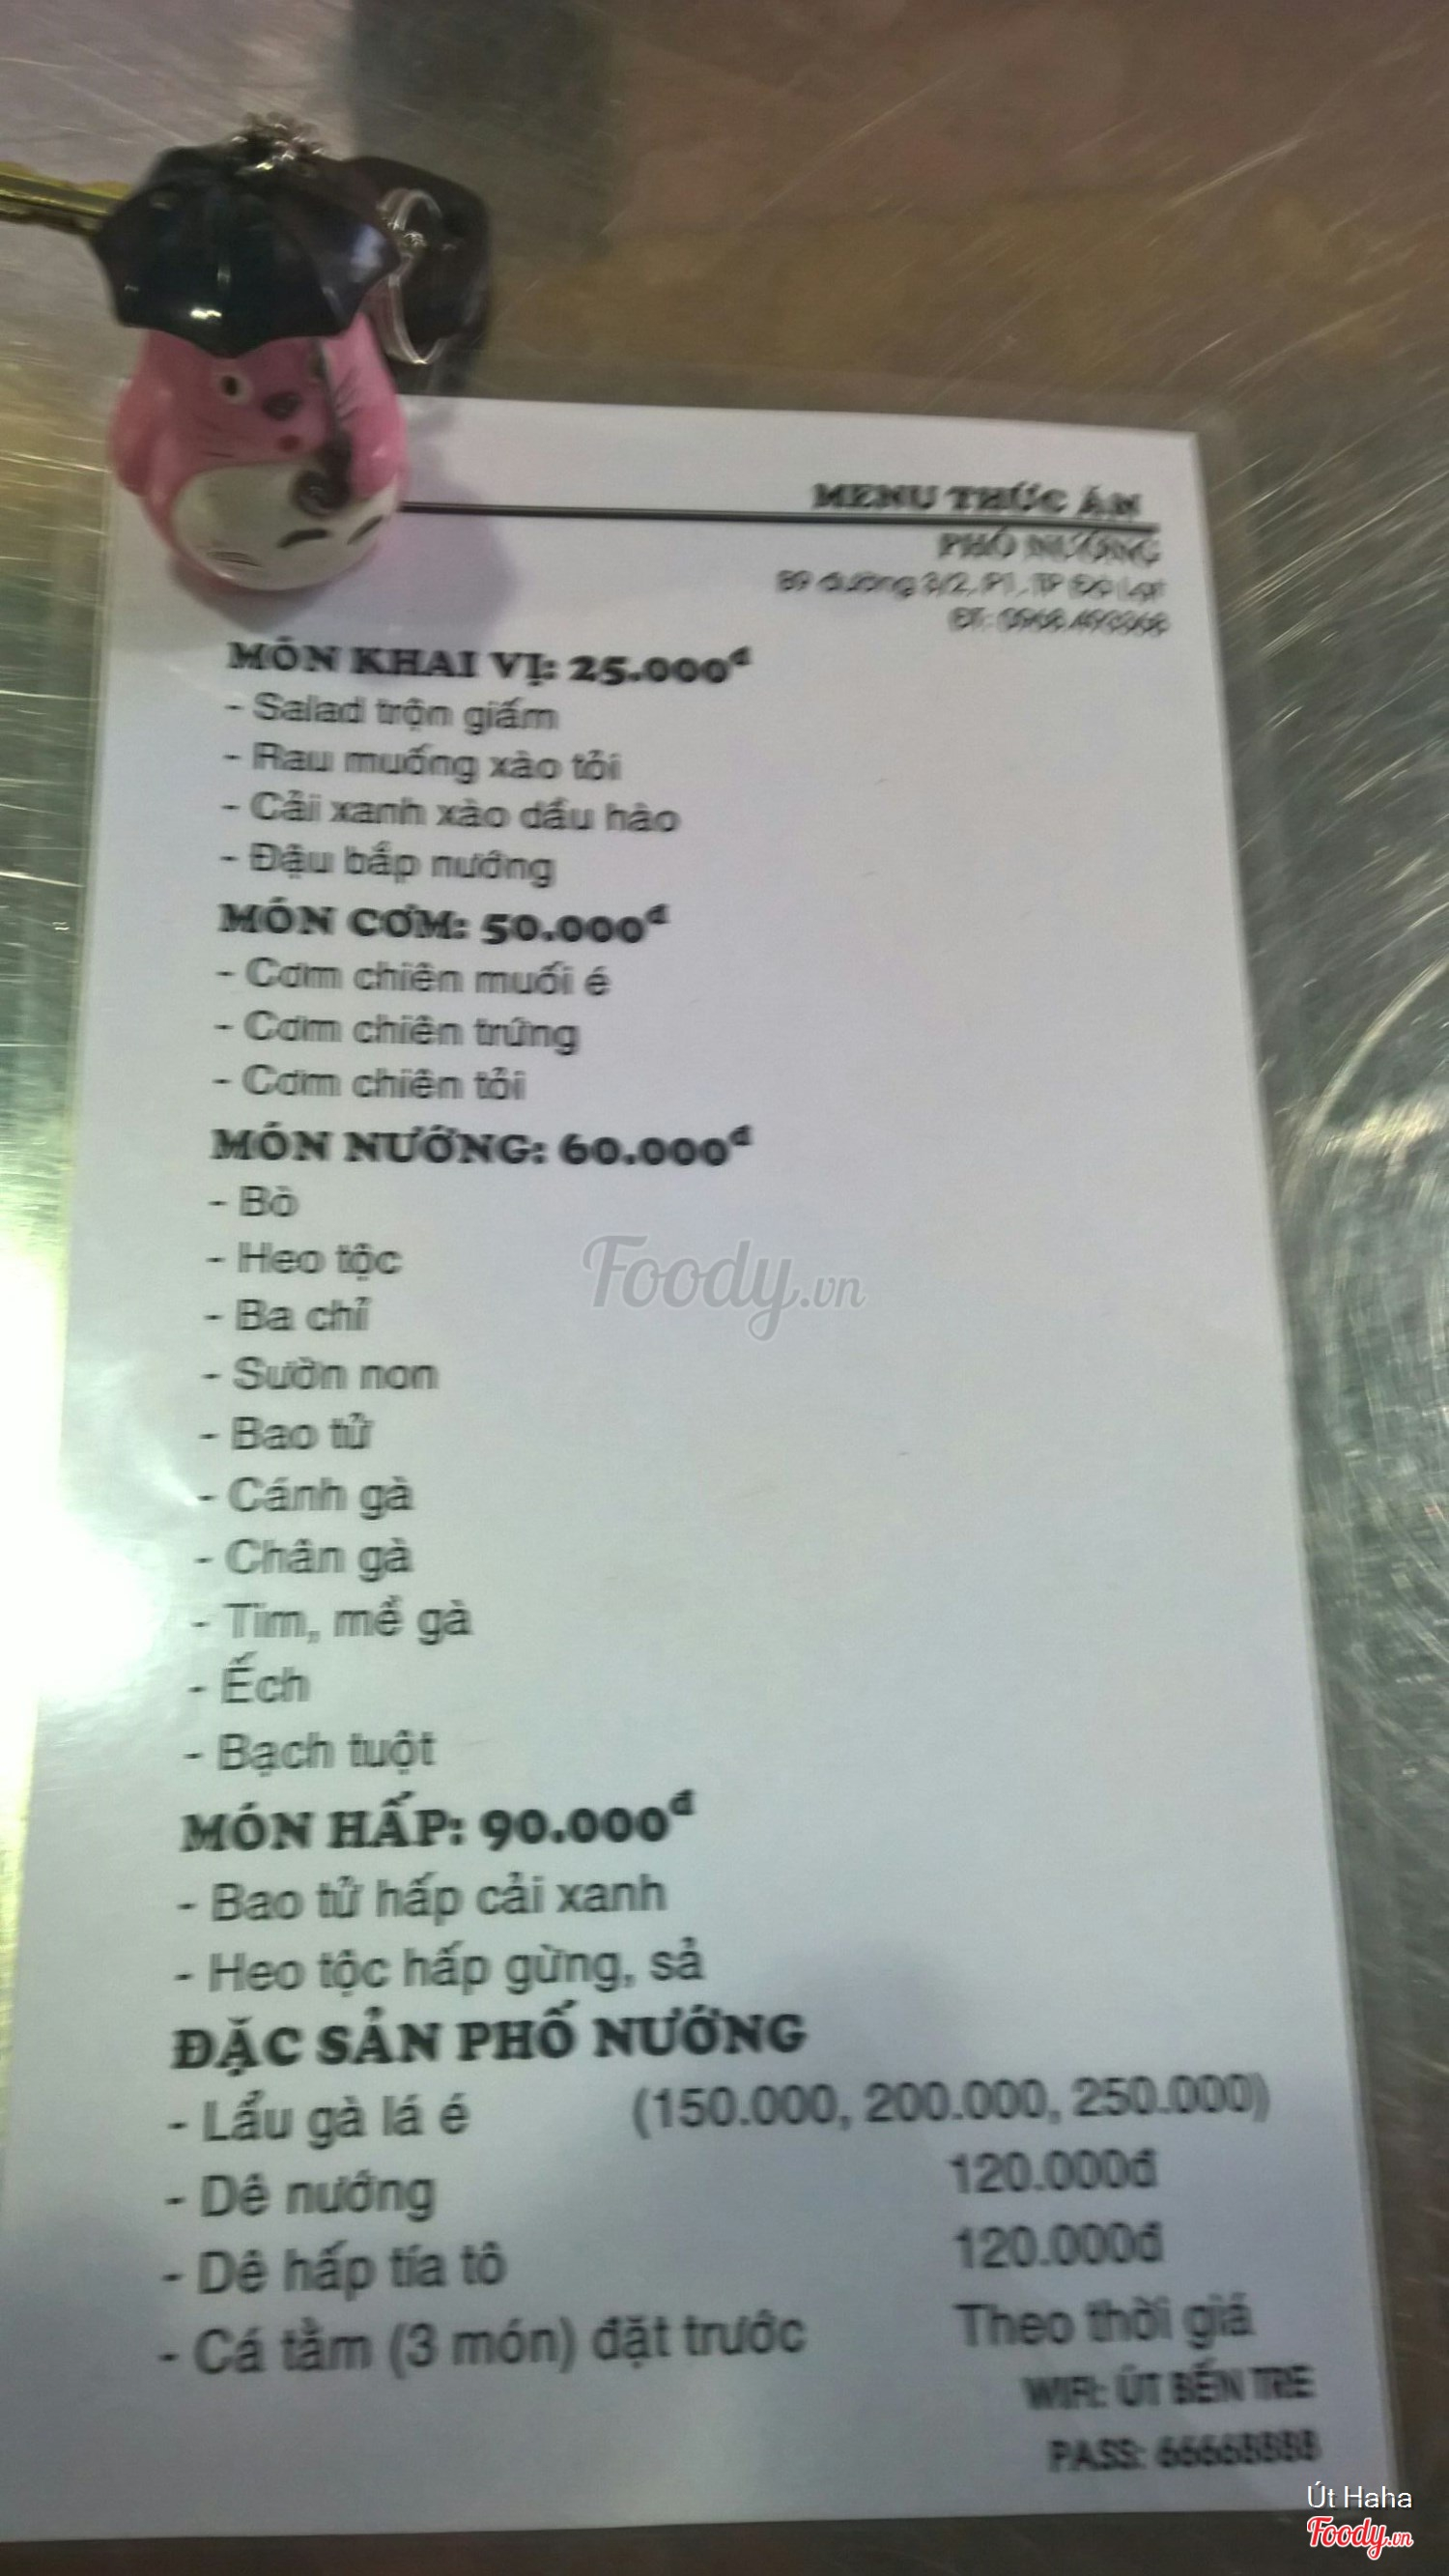 MENU THỨC ĂN
PHỐ NƯỚNG
89 đường 3/2, P1, TP Đà Lạt
ĐT:
MÓN KHAI VỊ: 25.000đ
- Salad trộn giấm
- Rau muống xào tỏi
- Cải xanh xào dầu hào
- Đậu bắp nướng
MÓN CƠM: 50.000đ
- Cơm chiên muối é
- Cơm chiên trứng
- Cơm chiên tỏi
MÓN NƯỚNG: 60.000đ
- Bò
- Heo tộc
- Ba chỉ
- Sườn non
- Bao tử
- Cánh gà
- Chân gà
- Tim, mề gà
- Ếch
- Bạch tuột
MÓN HẤP: 90.000đ
- Bao tử hấp cải xanh
- Heo tộc hấp gừng, sả
ĐẶC SẢN PHỐ NƯỚNG
- Lẩu gà lá é (150.000, 200.000, 250.000)
- Dê nướng 120.000đ
- Dê hấp tía tô 120.000đ
- Cá tằm (3 món) đặt trước Theo thời giá
WIFI: ÚT BẾN TRE
PASS: 66668888
Foody.vn
Út Haha
Foody.vn